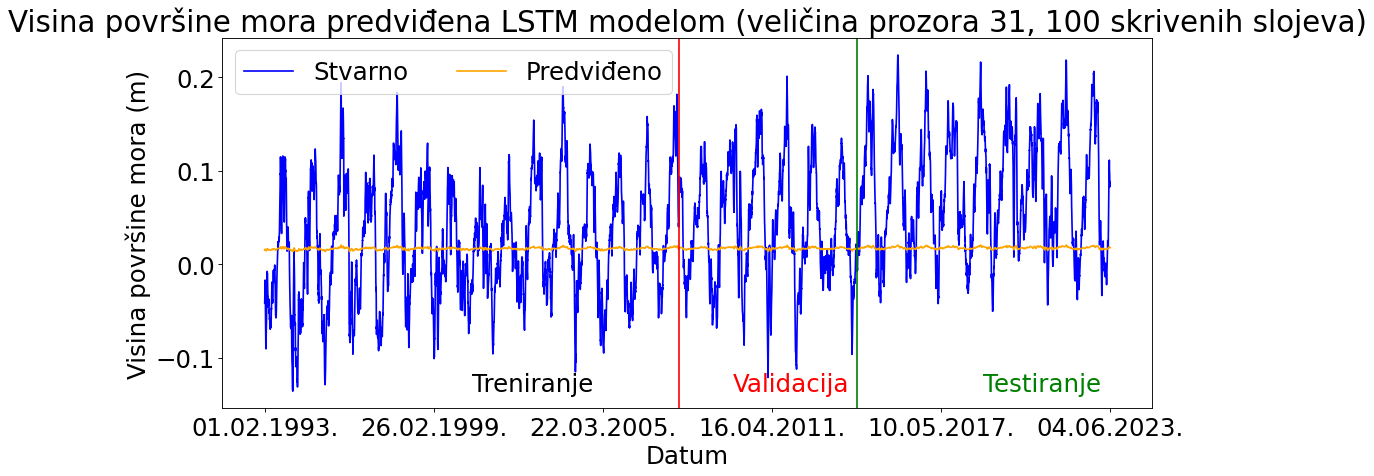 Visina površine mora predviđena LSTM modelom (veličina prozora 31, 100 skrivenih slojeva)
Stvarno Predviđeno
Visina površine mora (m)
0.2
0.1
0.0
−0.1
Treniranje Validacija Testiranje
01.02.1993. 26.02.1999. 22.03.2005. 16.04.2011. 10.05.2017. 04.06.2023.
Datum